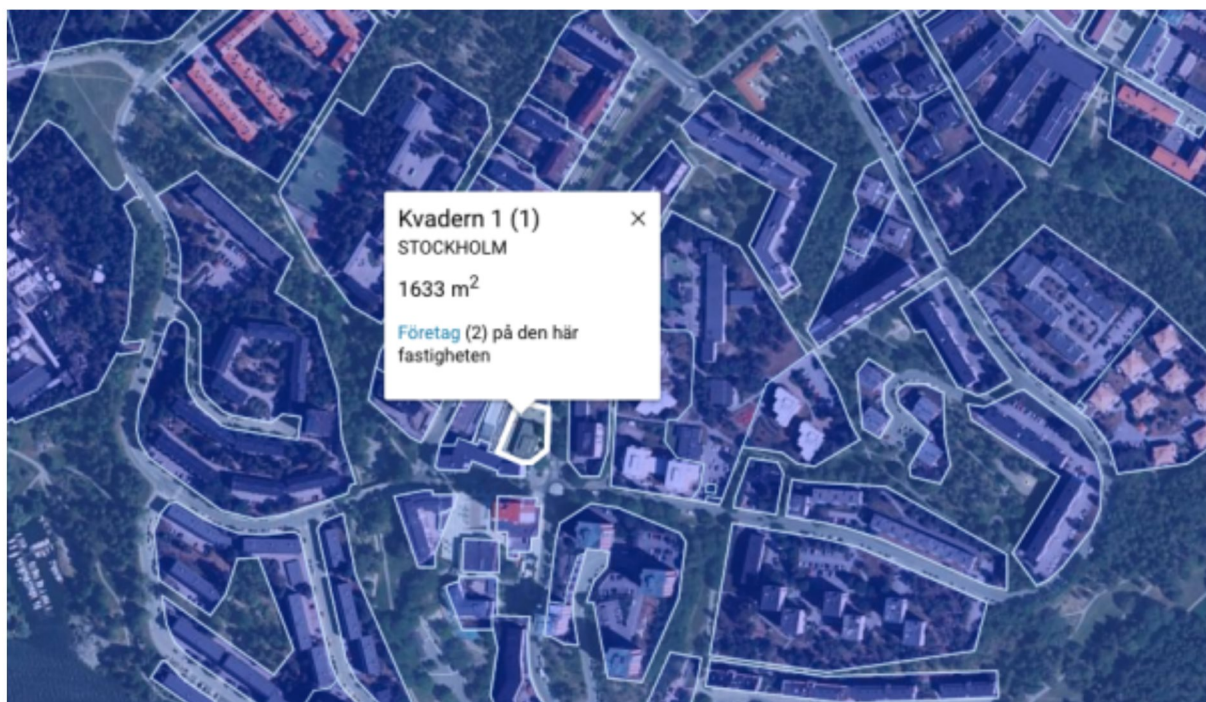 Kvadern 1 (1)
STOCKHOLM
1633 m²
Företag (2) på den här
fastigheten